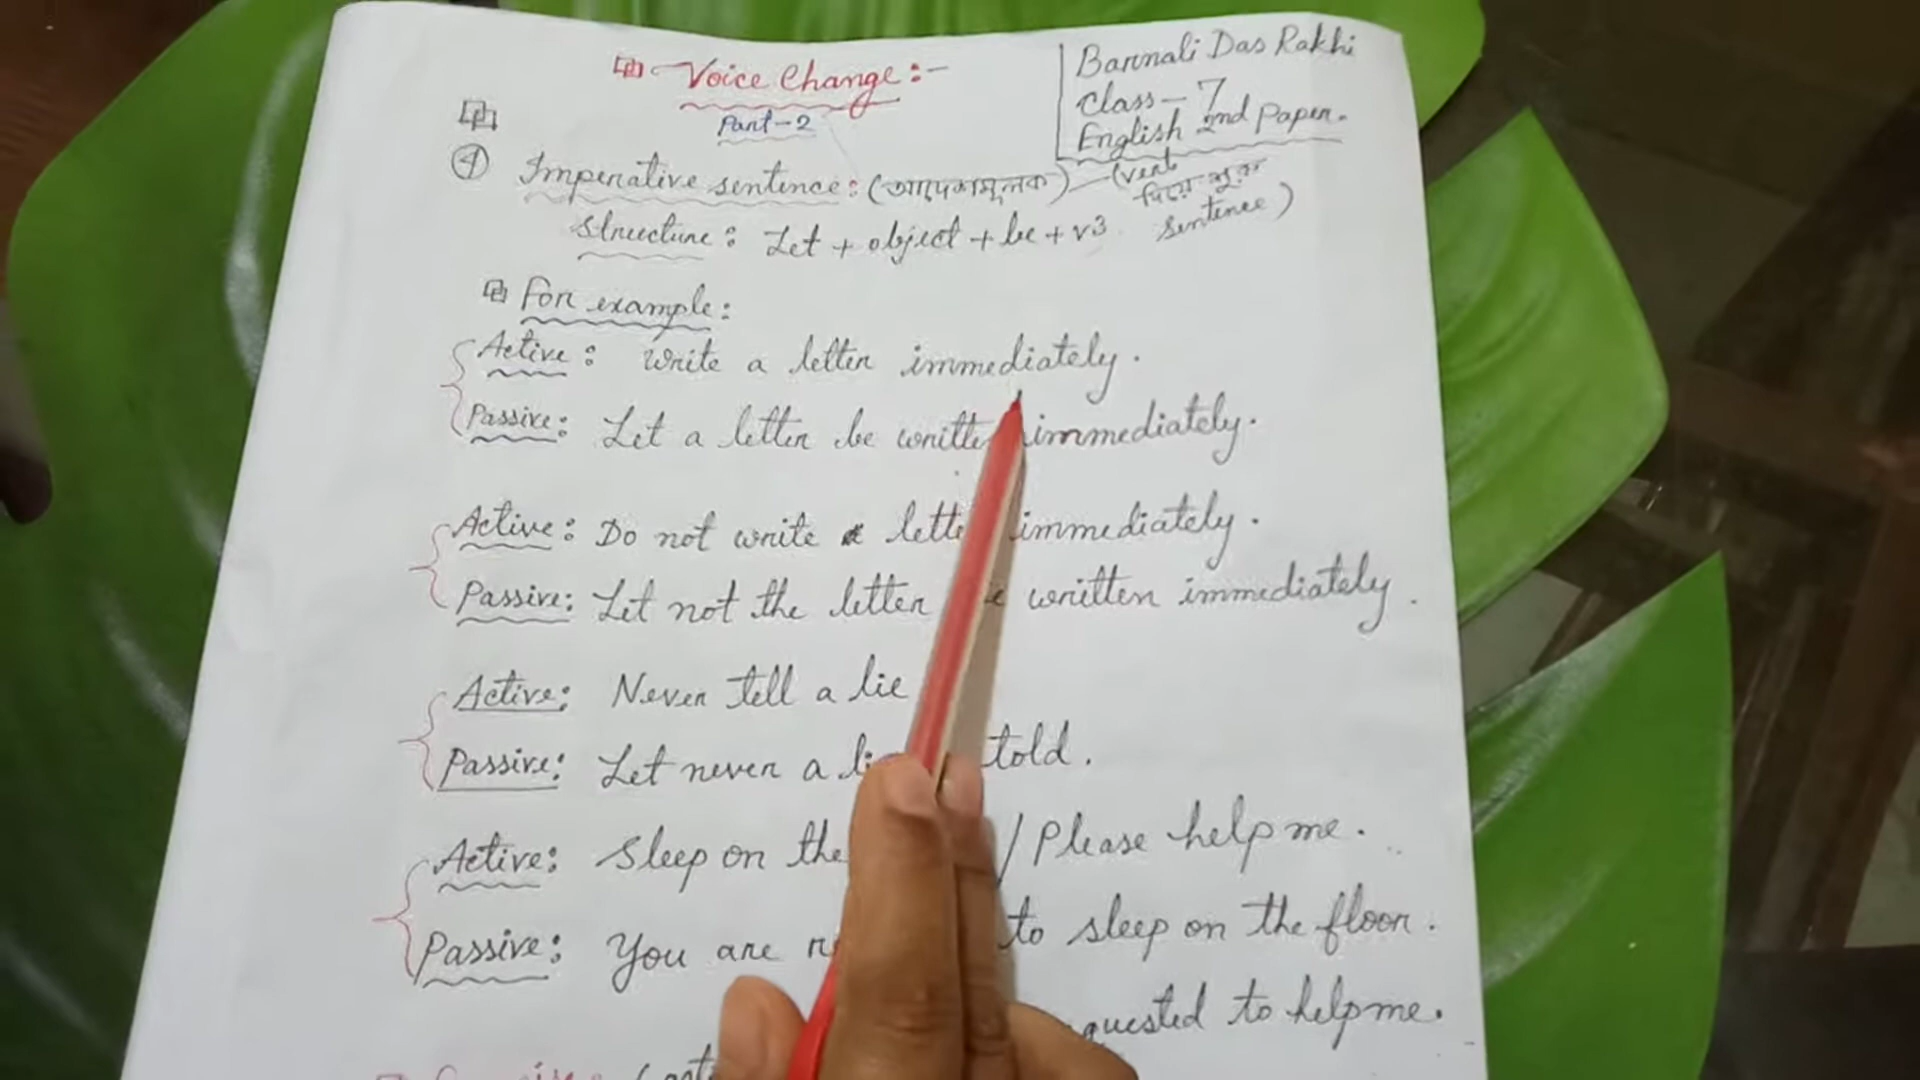 Voice Change:-
Part-2
Barnali Das Rakhi
Class - 7
English 2nd Paper.
④ Imperative sentence: (আদেশমূলক) - (verb
দিয়ে শুরু
sentence)
Structure: Let + object + be + v3
For example:
Active: Write a letter immediately.
Passive: Let a letter be writte immediately.
Active: Do not write a lette immediately.
Passive: Let not the letter e written immediately.
Active: Never tell a lie
Passive: Let never a li told.
Active: Sleep on the / Please help me.
Passive: You are r to sleep on the floor.
quested to help me.